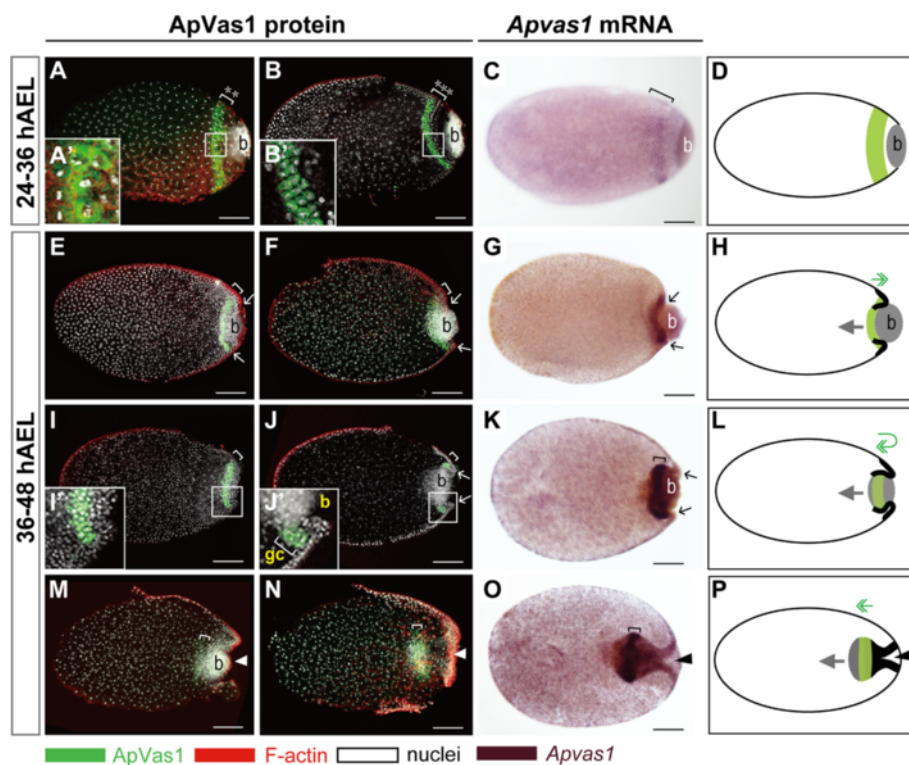 ApVas1 protein Apvas1 mRNA
24-36 hAEL
A ** b A'
B *** b B'
C b
D b
36-48 hAEL
E b
F b
G b
H b
I I'
J b J' b gc
K b
L b
M b
N
O
P
ApVas1 F-actin nuclei Apvas1